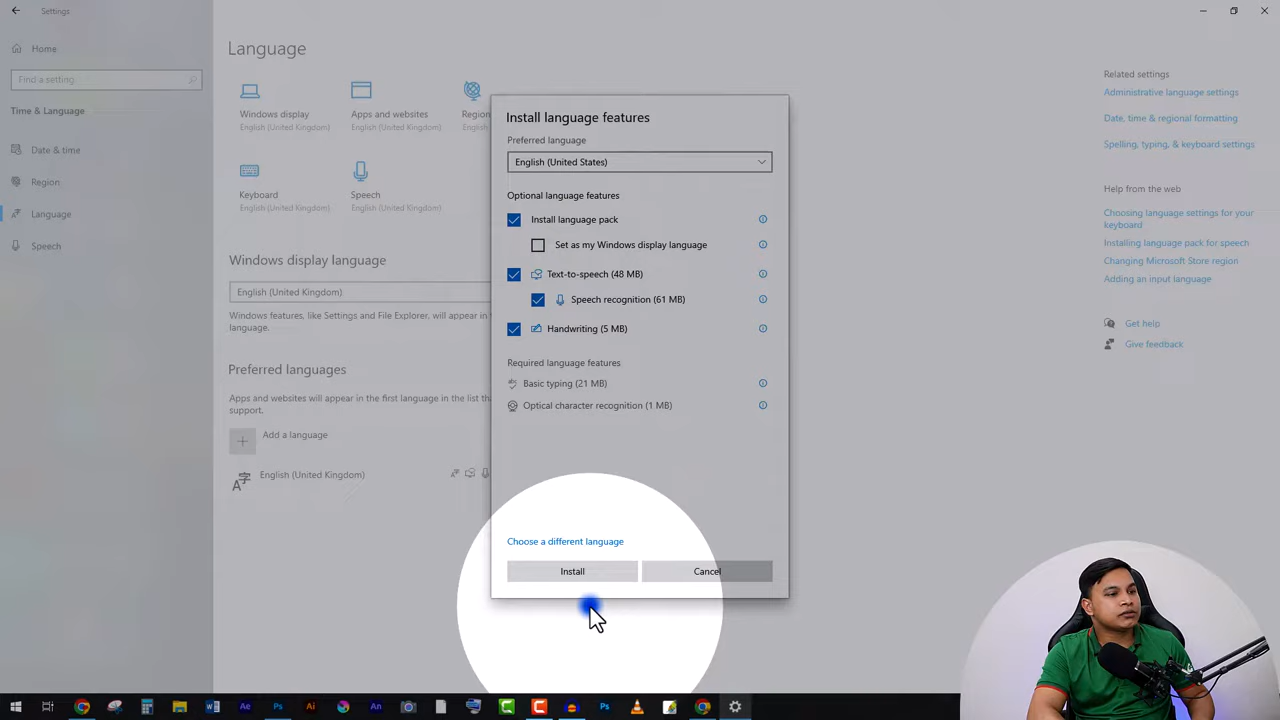 Settings
Home
Find a setting
Time & Language
Date & time
Region
Language
Speech
Language
Windows display
English (United Kingdom)
Apps and websites
English (United Kingdom)
Region
English
Keyboard
English (United Kingdom)
Speech
English (United Kingdom)
Windows display language
English (United Kingdom)
Windows features, like Settings and File Explorer, will appear in
language.
Preferred languages
Apps and websites will appear in the first language in the list that
support.
Add a language
English (United Kingdom)
Install language features
Preferred language
English (United States)
Optional language features
Install language pack
Set as my Windows display language
Text-to-speech (48 MB)
Speech recognition (61 MB)
Handwriting (5 MB)
Required language features
Basic typing (21 MB)
Optical character recognition (1 MB)
Choose a different language
Install
Cancel
Related settings
Administrative language settings
Date, time & regional formatting
Spelling, typing, & keyboard settings
Help from the web
Choosing language settings for your
keyboard
Installing language pack for speech
Changing Microsoft Store region
Adding an input language
Get help
Give feedback
Ae
Ps
Ai
An
Ps